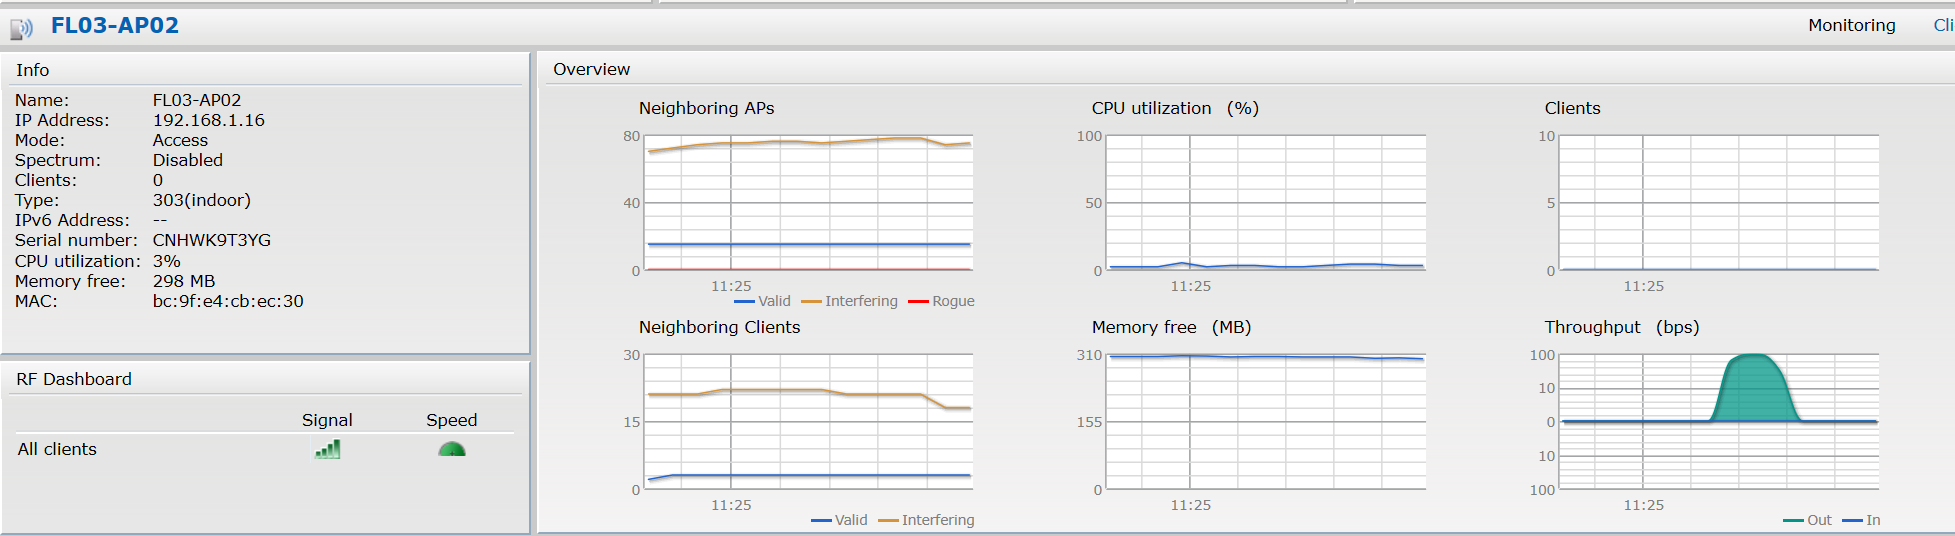 FL03-AP02
Monitoring
Cli
Info
Name: FL03-AP02
IP Address: 192.168.1.16
Mode: Access
Spectrum: Disabled
Clients: 0
Type: 303(indoor)
IPv6 Address: --
Serial number: CNHWK9T3YG
CPU utilization: 3%
Memory free: 298 MB
MAC: bc:9f:e4:cb:ec:30
RF Dashboard
Signal Speed
All clients
Overview
Neighboring APs
80
40
0
11:25
Valid Interfering Rogue
CPU utilization (%)
100
50
0
11:25
Clients
10
5
0
11:25
Neighboring Clients
30
15
0
11:25
Valid Interfering
Memory free (MB)
310
155
0
11:25
Throughput (bps)
100
10
0
10
100
11:25
Out In